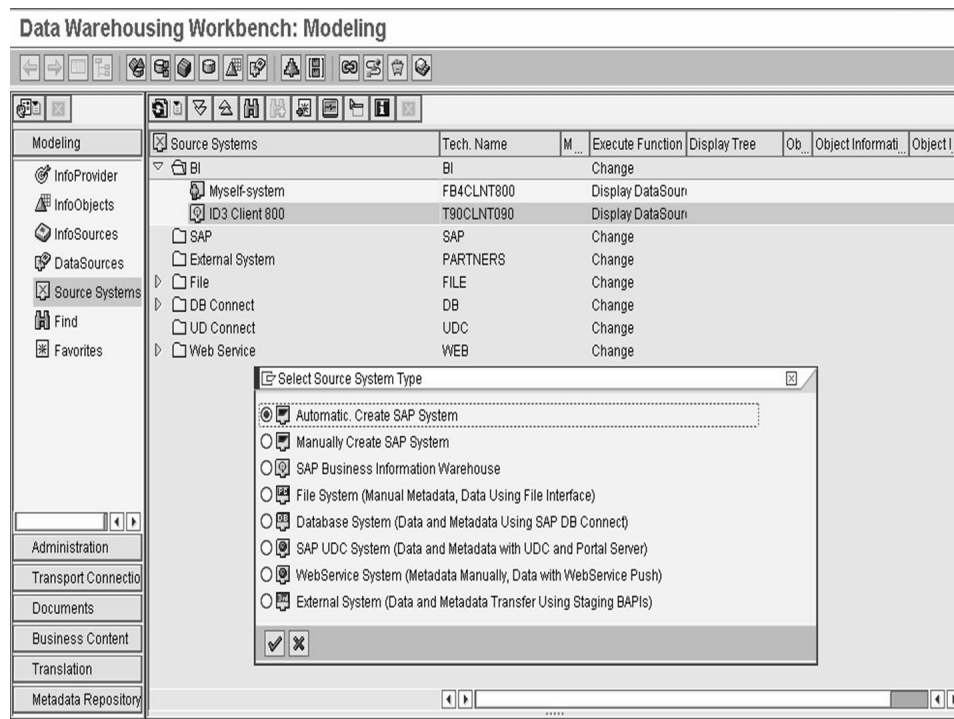 Data Warehousing Workbench: Modeling
Modeling
InfoProvider
InfoObjects
InfoSources
DataSources
Source Systems
Find
Favorites
Administration
Transport Connectio
Documents
Business Content
Translation
Metadata Repository
Source Systems Tech. Name M... Execute Function Display Tree Ob... Object Informati... Object I
BI BI Change
Myself-system FB4CLNT800 Display DataSour
ID3 Client 800 T90CLNT090 Display DataSour
SAP SAP Change
External System PARTNERS Change
File FILE Change
DB Connect DB Change
UD Connect UDC Change
Web Service WEB Change
Select Source System Type
Automatic. Create SAP System
Manually Create SAP System
SAP Business Information Warehouse
File System (Manual Metadata, Data Using File Interface)
Database System (Data and Metadata Using SAP DB Connect)
SAP UDC System (Data and Metadata with UDC and Portal Server)
WebService System (Metadata Manually, Data with WebService Push)
External System (Data and Metadata Transfer Using Staging BAPIs)